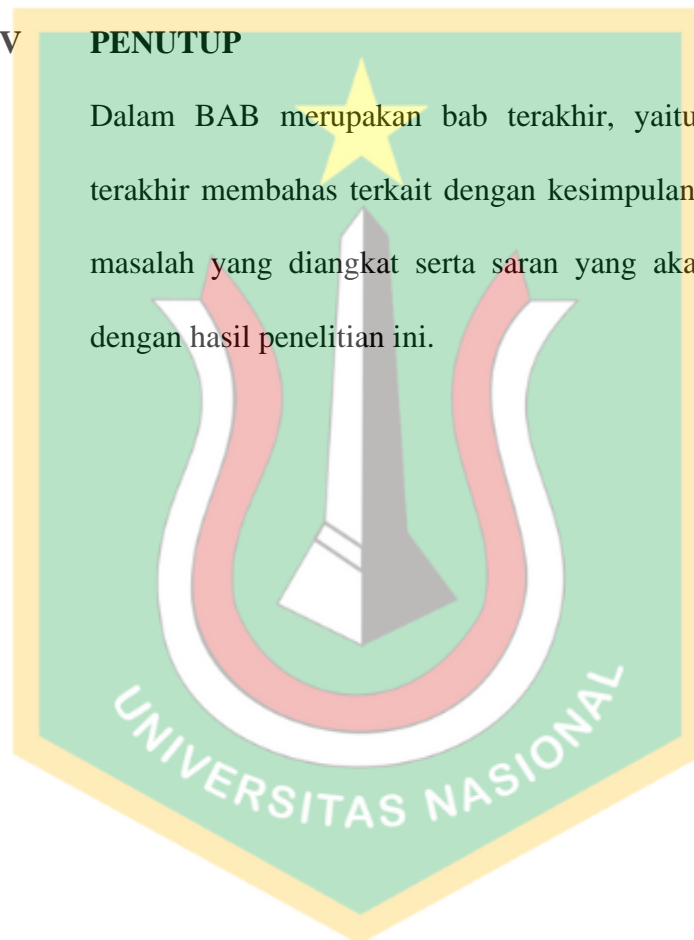 V PENUTUP
Dalam BAB merupakan bab terakhir, yaitu
terakhir membahas terkait dengan kesimpulan
masalah yang diangkat serta saran yang aka
dengan hasil penelitian ini.
UNIVERSITAS NASIONAL